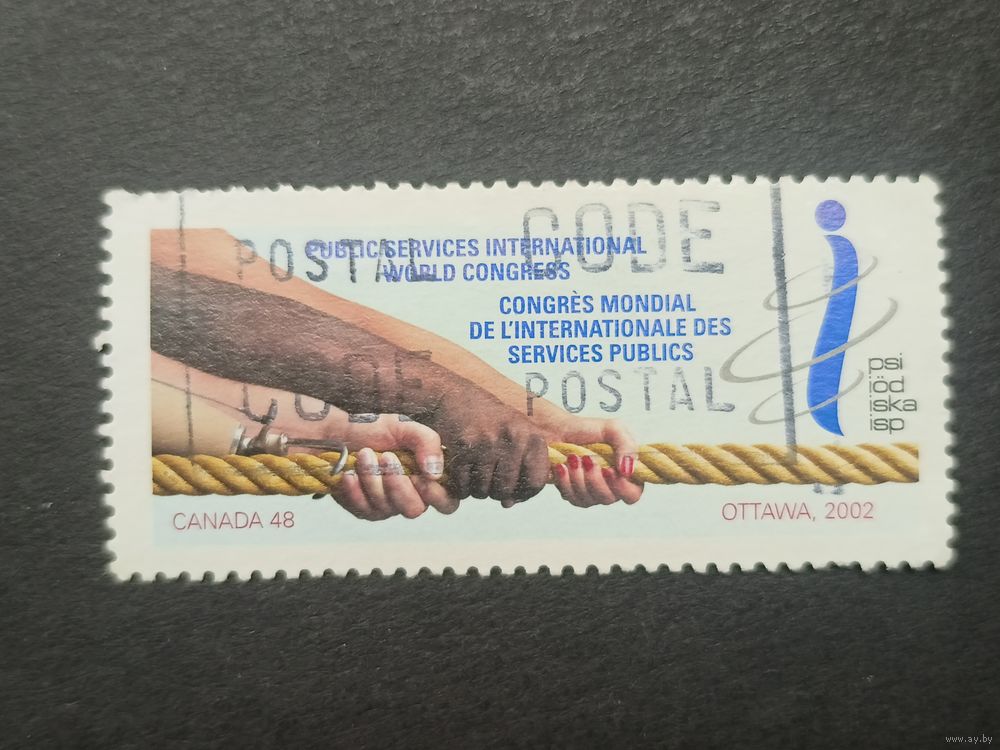 POSTAL CODE
PUBLIC SERVICES INTERNATIONAL
WORLD CONGRESS
CONGRÈS MONDIAL
DE L'INTERNATIONALE DES
SERVICES PUBLICS
CODE POSTAL
psi
iöd
iska
isp
CANADA 48
OTTAWA, 2002
www.ay.by